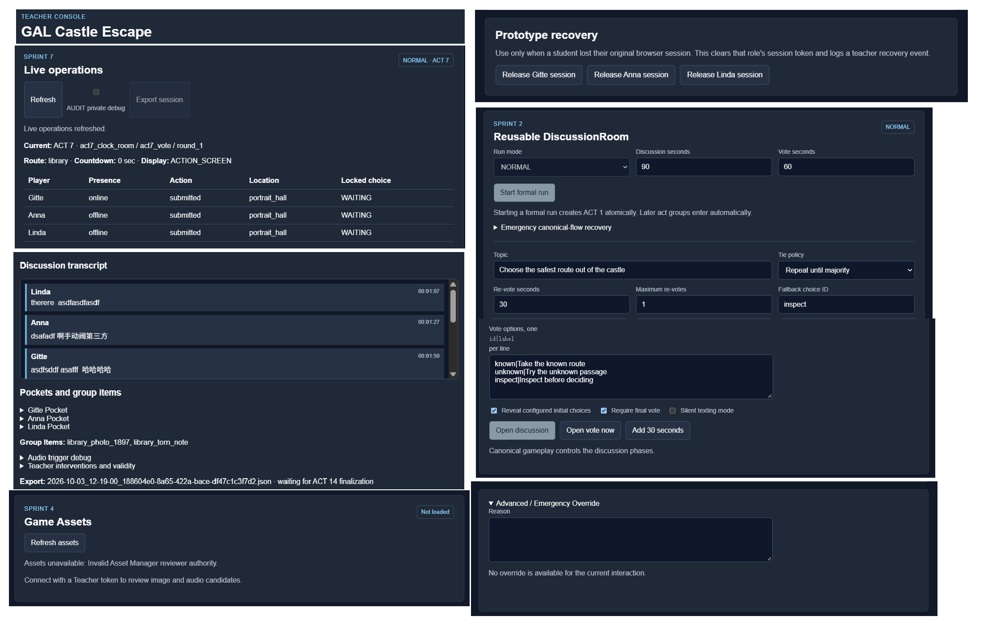 TEACHER CONSOLE
GAL Castle Escape
SPRINT 7
NORMAL · ACT 7
Live operations
Refresh
AUDIT private debug
Export session
Live operations refreshed.
Current: ACT 7 · act7_clock_room / act7_vote / round_1
Route: library · Countdown: 0 sec · Display: ACTION_SCREEN
Player Presence Action Location Locked choice
Gitte online submitted portrait_hall WAITING
Anna offline submitted portrait_hall WAITING
Linda offline submitted portrait_hall WAITING
Discussion transcript
Linda 00:01:07
therere asdfasdfasdf
Anna 00:01:27
dsafadf 啊手动阀第三方
Gitte 00:01:50
asdfsddf asafff 哈哈哈哈
Pockets and group items
Gitte Pocket
Anna Pocket
Linda Pocket
Group Items: library_photo_1897, library_torn_note
Audio trigger debug
Teacher interventions and validity
Export: 2026-10-03_12-19-00_188604e0-8a65-422a-bace-df47c1c3f7d2.json · waiting for ACT 14 finalization
SPRINT 4
Not loaded
Game Assets
Refresh assets
Assets unavailable: Invalid Asset Manager reviewer authority.
Connect with a Teacher token to review image and audio candidates.
Prototype recovery
Use only when a student lost their original browser session. This clears that role's session token and logs a teacher recovery event.
Release Gitte session Release Anna session Release Linda session
SPRINT 2
NORMAL
Reusable DiscussionRoom
Run mode Discussion seconds Vote seconds
NORMAL 90 60
Start formal run
Starting a formal run creates ACT 1 atomically. Later act groups enter automatically.
Emergency canonical-flow recovery
Topic Tie policy
Choose the safest route out of the castle Repeat until majority
Re-vote seconds Maximum re-votes Fallback choice ID
30 1 inspect
Vote options, one
id|label
per line
known|Take the known route
unknown|Try the unknown passage
inspect|Inspect before deciding
Reveal configured initial choices Require final vote Silent texting mode
Open discussion Open vote now Add 30 seconds
Canonical gameplay controls the discussion phases.
Advanced / Emergency Override
Reason
No override is available for the current interaction.